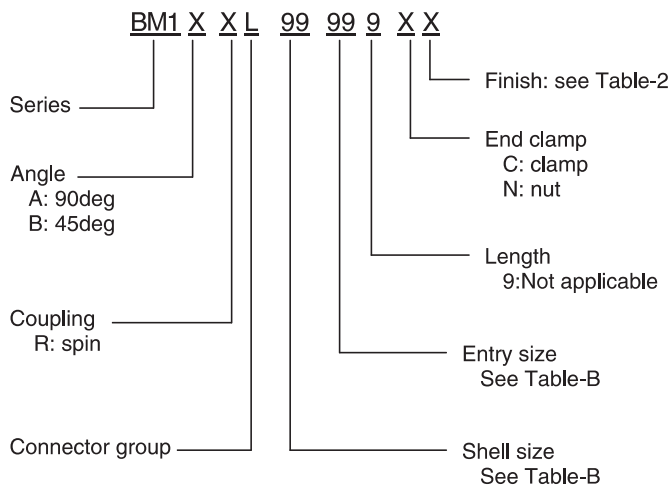 BM1 X X L 99 99 9 X X
Finish: see Table-2
Series
End clamp
C: clamp
N: nut
Angle
A: 90deg
B: 45deg
Length
9:Not applicable
Coupling
R: spin
Entry size
See Table-B
Connector group
Shell size
See Table-B